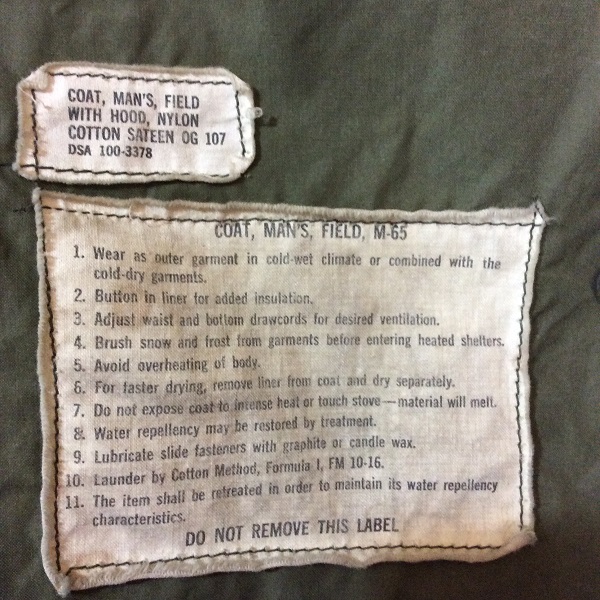 COAT, MAN'S, FIELD
WITH HOOD, NYLON
COTTON SATEEN OG 107
DSA 100-3378
COAT, MAN'S, FIELD, M-65
1. Wear as outer garment in cold-wet climate or combined with the
cold-dry garments.
2. Button in liner for added insulation.
3. Adjust waist and bottom drawcords for desired ventilation.
4. Brush snow and frost from garments before entering heated shelters.
5. Avoid overheating of body.
6. For faster drying, remove liner from coat and dry separately.
7. Do not expose coat to intense heat or touch stove—material will melt.
8. Water repellency may be restored by treatment.
9. Lubricate slide fasteners with graphite or candle wax.
10. Launder by Cotton Method, Formula I, FM 10-16.
11. The item shall be retreated in order to maintain its water repellency
characteristics.
DO NOT REMOVE THIS LABEL